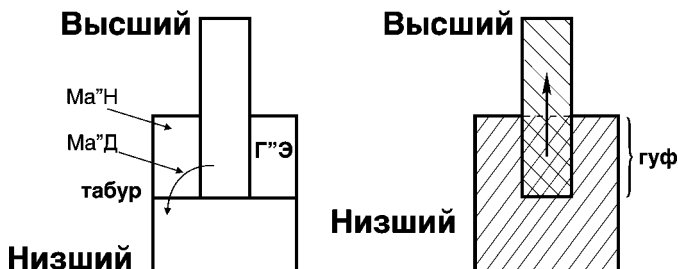 Высший
Ма"Н
Ма"Д
Г"Э
табур
Низший
Высший
гуф
Низший